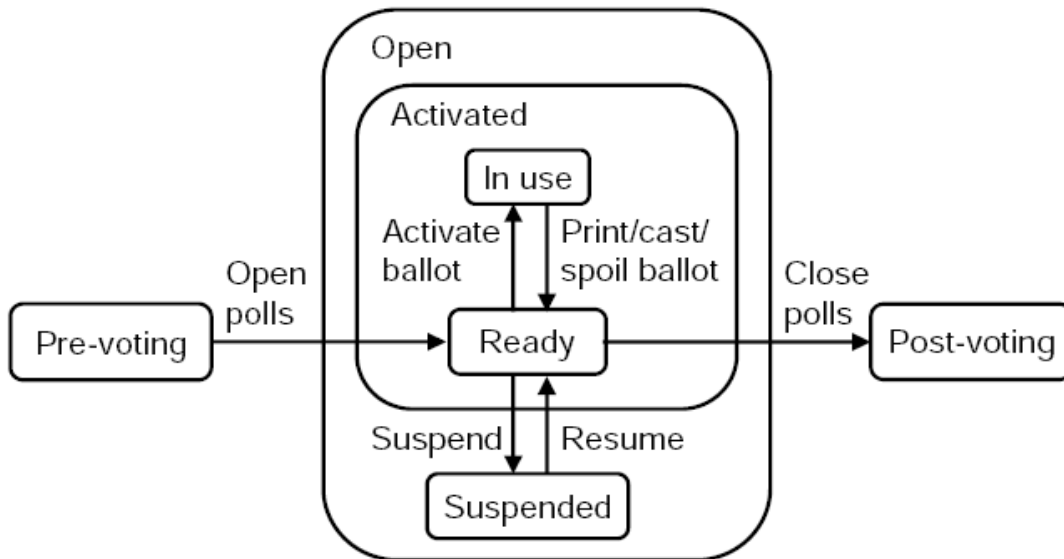 Open
Activated
In use
Activate
ballot
Print/cast/
spoil ballot
Open
polls
Close
polls
Pre-voting
Ready
Post-voting
Suspend
Resume
Suspended